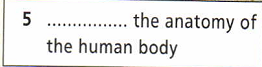 5 ................ the anatomy of
the human body